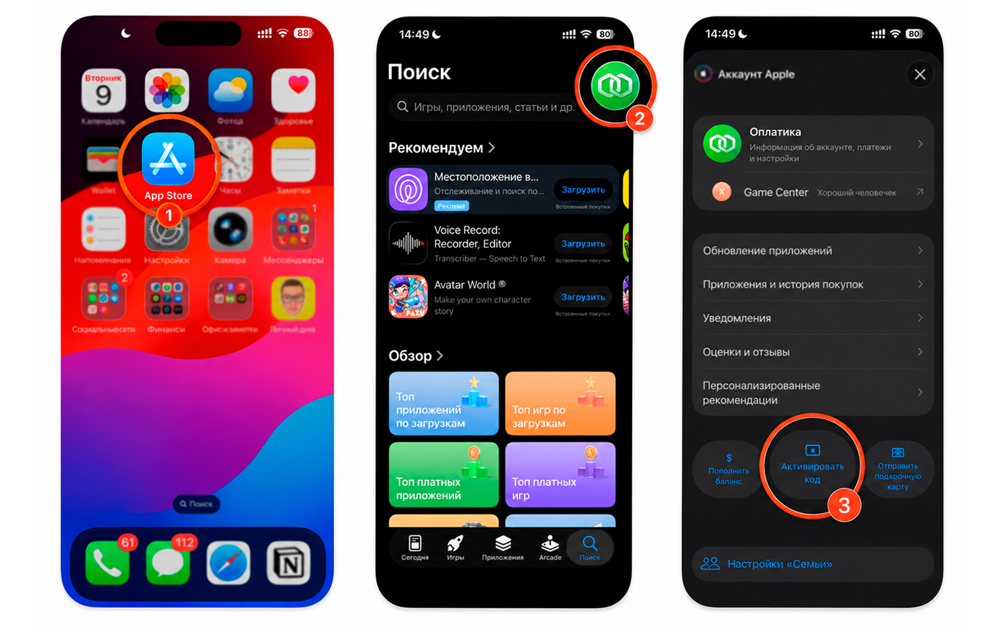 88
Вторник
9
Календарь
Фотод
Здоровье
App Store
Wallet
Часы
Заметки
1
1
Напоминания
Настройки
Камера
Мессенджеры
2
Социальные сети
Финансы
Офис и заметки
Личный днев
Поиск
61
112
14:49
80
Поиск
2
Игры, приложения, статьи и др.
Рекомендуем
Местоположение в...
Отслеживание и поиск по...
Реклама
Загрузить
Встроенные покупки
Voice Record:
Recorder, Editor
Transcriber — Speech to Text
Загрузить
Встроенные покупки
Avatar World ®
Make your own character
story
Загрузить
Встроенные покупки
PAZU
Обзор
Топ
приложений
по загрузкам
Топ игр по
загрузкам
Топ платных
приложений
Топ платных
игр
Сегодня
Игры
Приложения
Arcade
Поиск
14:49
80
Аккаунт Apple
Оплатика
Информация об аккаунте, платежи
и настройки
X
Game Center
Хороший человечек
Обновление приложений
Приложения и история покупок
Уведомления
Оценки и отзывы
Персонализированные
рекомендации
$
Пополнить
баланс
Активировать
код
3
Отправить
подарочную
карту
Настройки «Семьи»